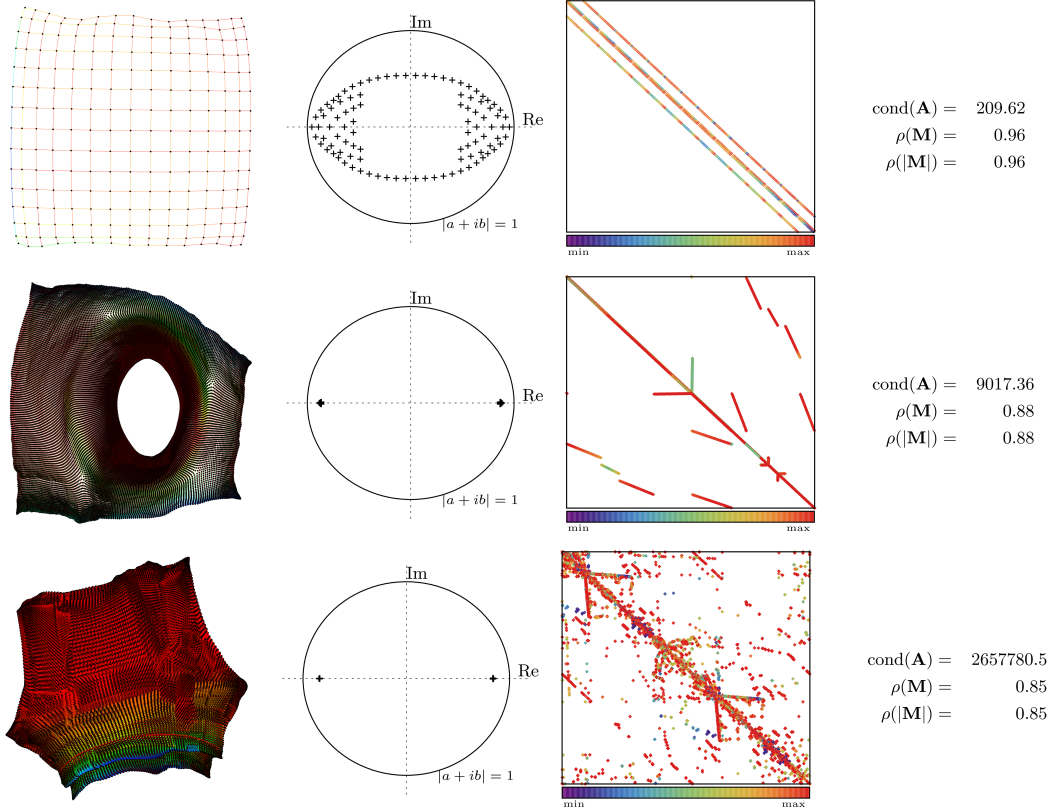 Im
Re
|a + ib| = 1
min max
cond(A) = 209.62
ρ(M) = 0.96
ρ(|M|) = 0.96
Im
Re
|a + ib| = 1
min max
cond(A) = 9017.36
ρ(M) = 0.88
ρ(|M|) = 0.88
Im
Re
|a + ib| = 1
min max
cond(A) = 2657780.5
ρ(M) = 0.85
ρ(|M|) = 0.85